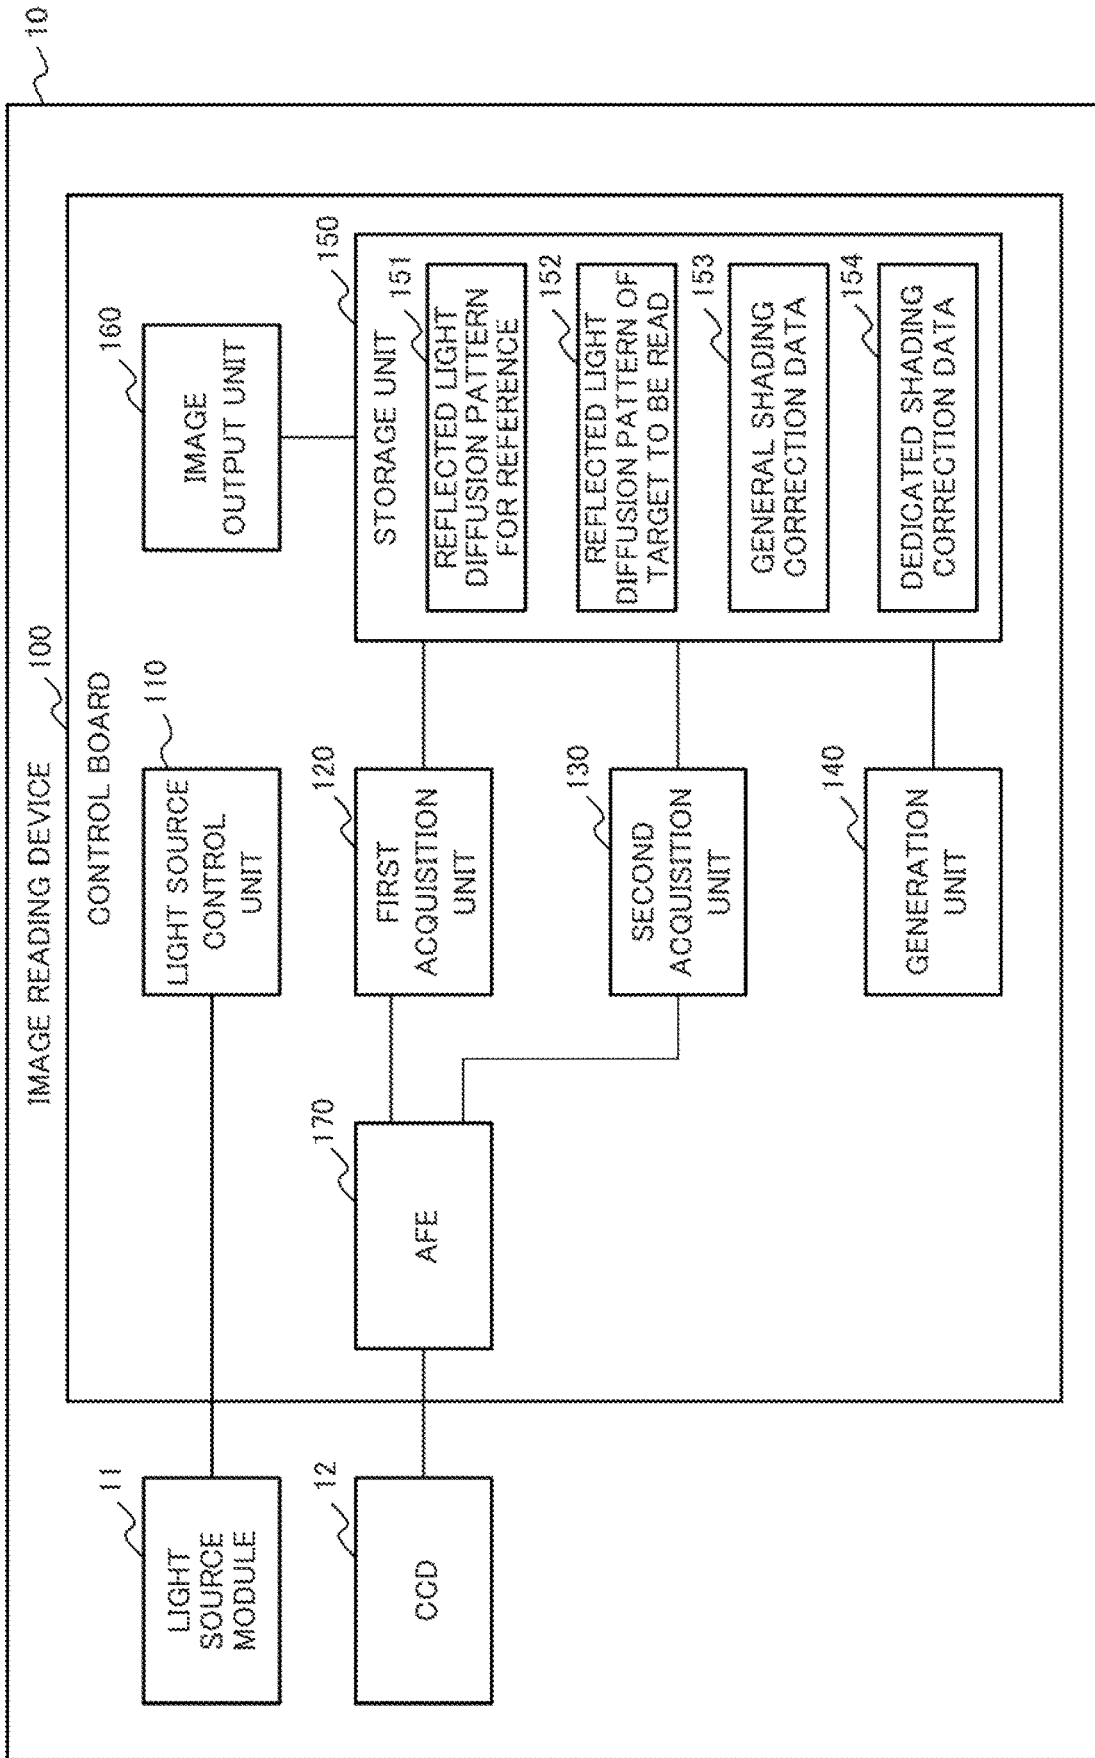 10
IMAGE READING DEVICE
100
CONTROL BOARD
11
LIGHT
SOURCE
MODULE
110
LIGHT SOURCE
CONTROL
UNIT
160
IMAGE
OUTPUT UNIT
12
CCD
170
AFE
120
FIRST
ACQUISITION
UNIT
130
SECOND
ACQUISITION
UNIT
140
GENERATION
UNIT
150
STORAGE UNIT
151
REFLECTED LIGHT
DIFFUSION PATTERN
FOR REFERENCE
152
REFLECTED LIGHT
DIFFUSION PATTERN OF
TARGET TO BE READ
153
GENERAL SHADING
CORRECTION DATA
154
DEDICATED SHADING
CORRECTION DATA